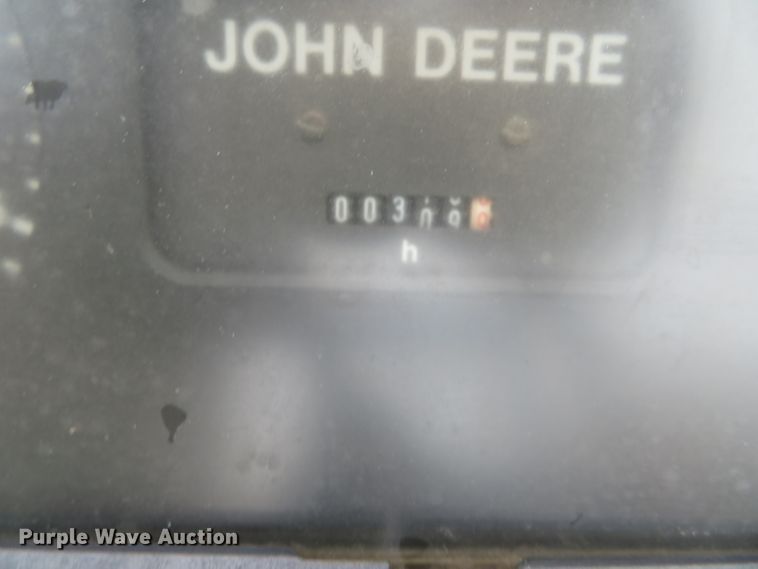 JOHN DEERE
003
h
Purple Wave Auction